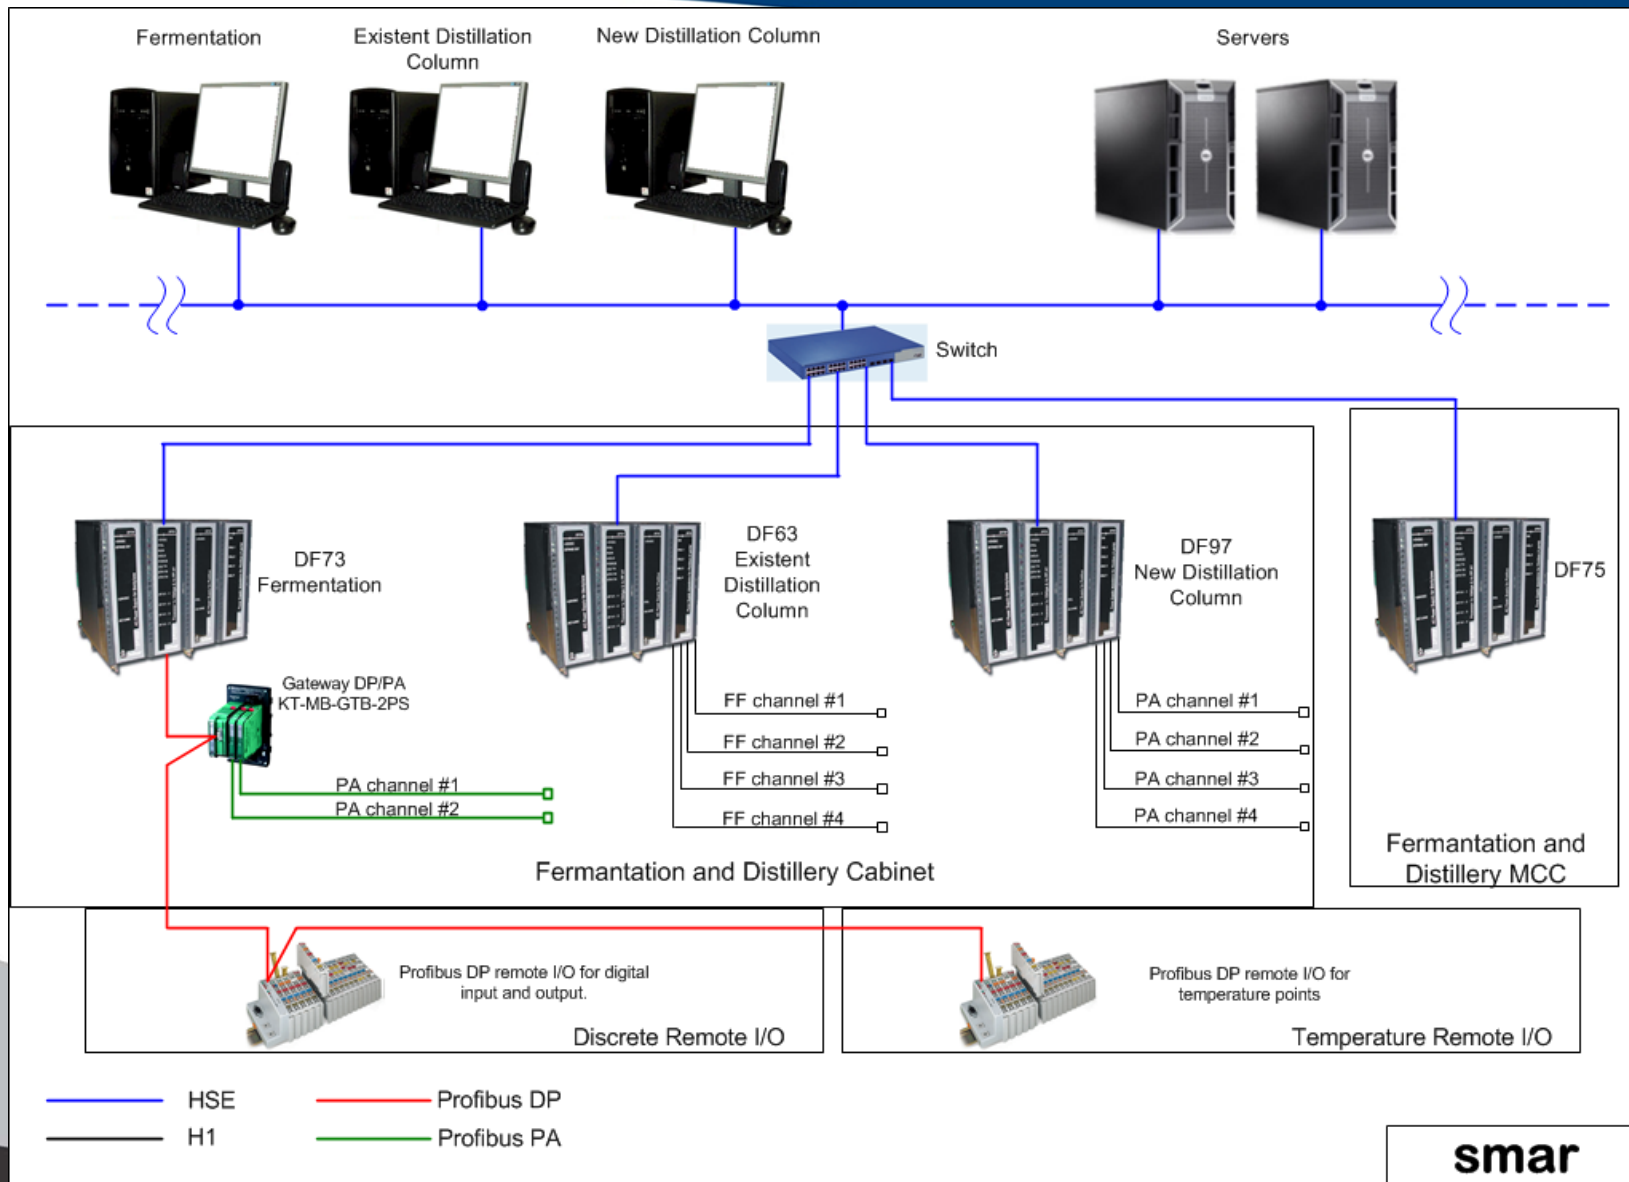 Fermentation
Existent Distillation
Column
New Distillation Column
Servers
Switch
DF73
Fermentation
DF63
Existent
Distillation
Column
DF97
New Distillation
Column
DF75
Gateway DP/PA
KT-MB-GTB-2PS
PA channel #1
PA channel #2
FF channel #1
FF channel #2
FF channel #3
FF channel #4
PA channel #1
PA channel #2
PA channel #3
PA channel #4
Fermantation and Distillery Cabinet
Fermantation and
Distillery MCC
Profibus DP remote I/O for digital
input and output.
Discrete Remote I/O
Profibus DP remote I/O for
temperature points
Temperature Remote I/O
HSE
Profibus DP
H1
Profibus PA
smar